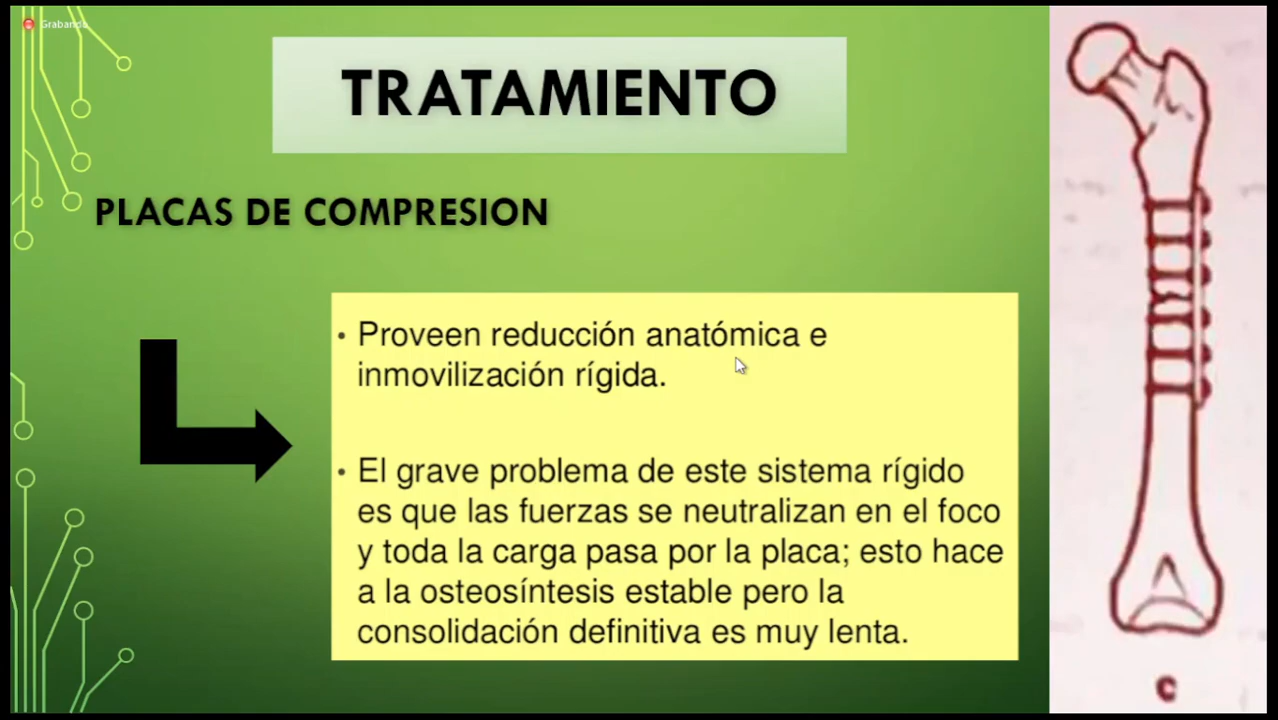 Grabando
TRATAMIENTO
PLACAS DE COMPRESION
• Proveen reducción anatómica e
inmovilización rígida.
• El grave problema de este sistema rígido
es que las fuerzas se neutralizan en el foco
y toda la carga pasa por la placa; esto hace
a la osteosíntesis estable pero la
consolidación definitiva es muy lenta.
c